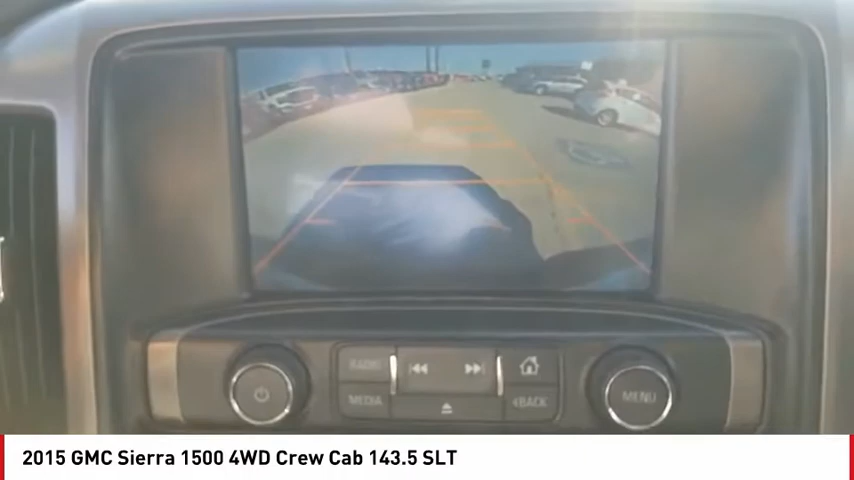 RADIO
MEDIA
BACK
MENU
2015 GMC Sierra 1500 4WD Crew Cab 143.5 SLT